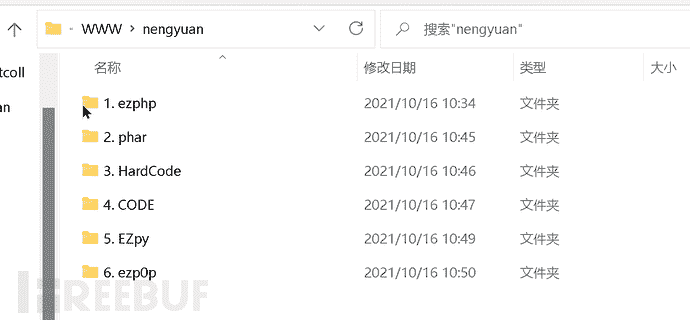 WWW > nengyuan
搜索"nengyuan"
tcoll
an
名称 修改日期 类型 大小
1. ezphp 2021/10/16 10:34 文件夹
2. phar 2021/10/16 10:45 文件夹
3. HardCode 2021/10/16 10:46 文件夹
4. CODE 2021/10/16 10:47 文件夹
5. EZpy 2021/10/16 10:49 文件夹
6. ezp0p 2021/10/16 10:50 文件夹
REEBUF